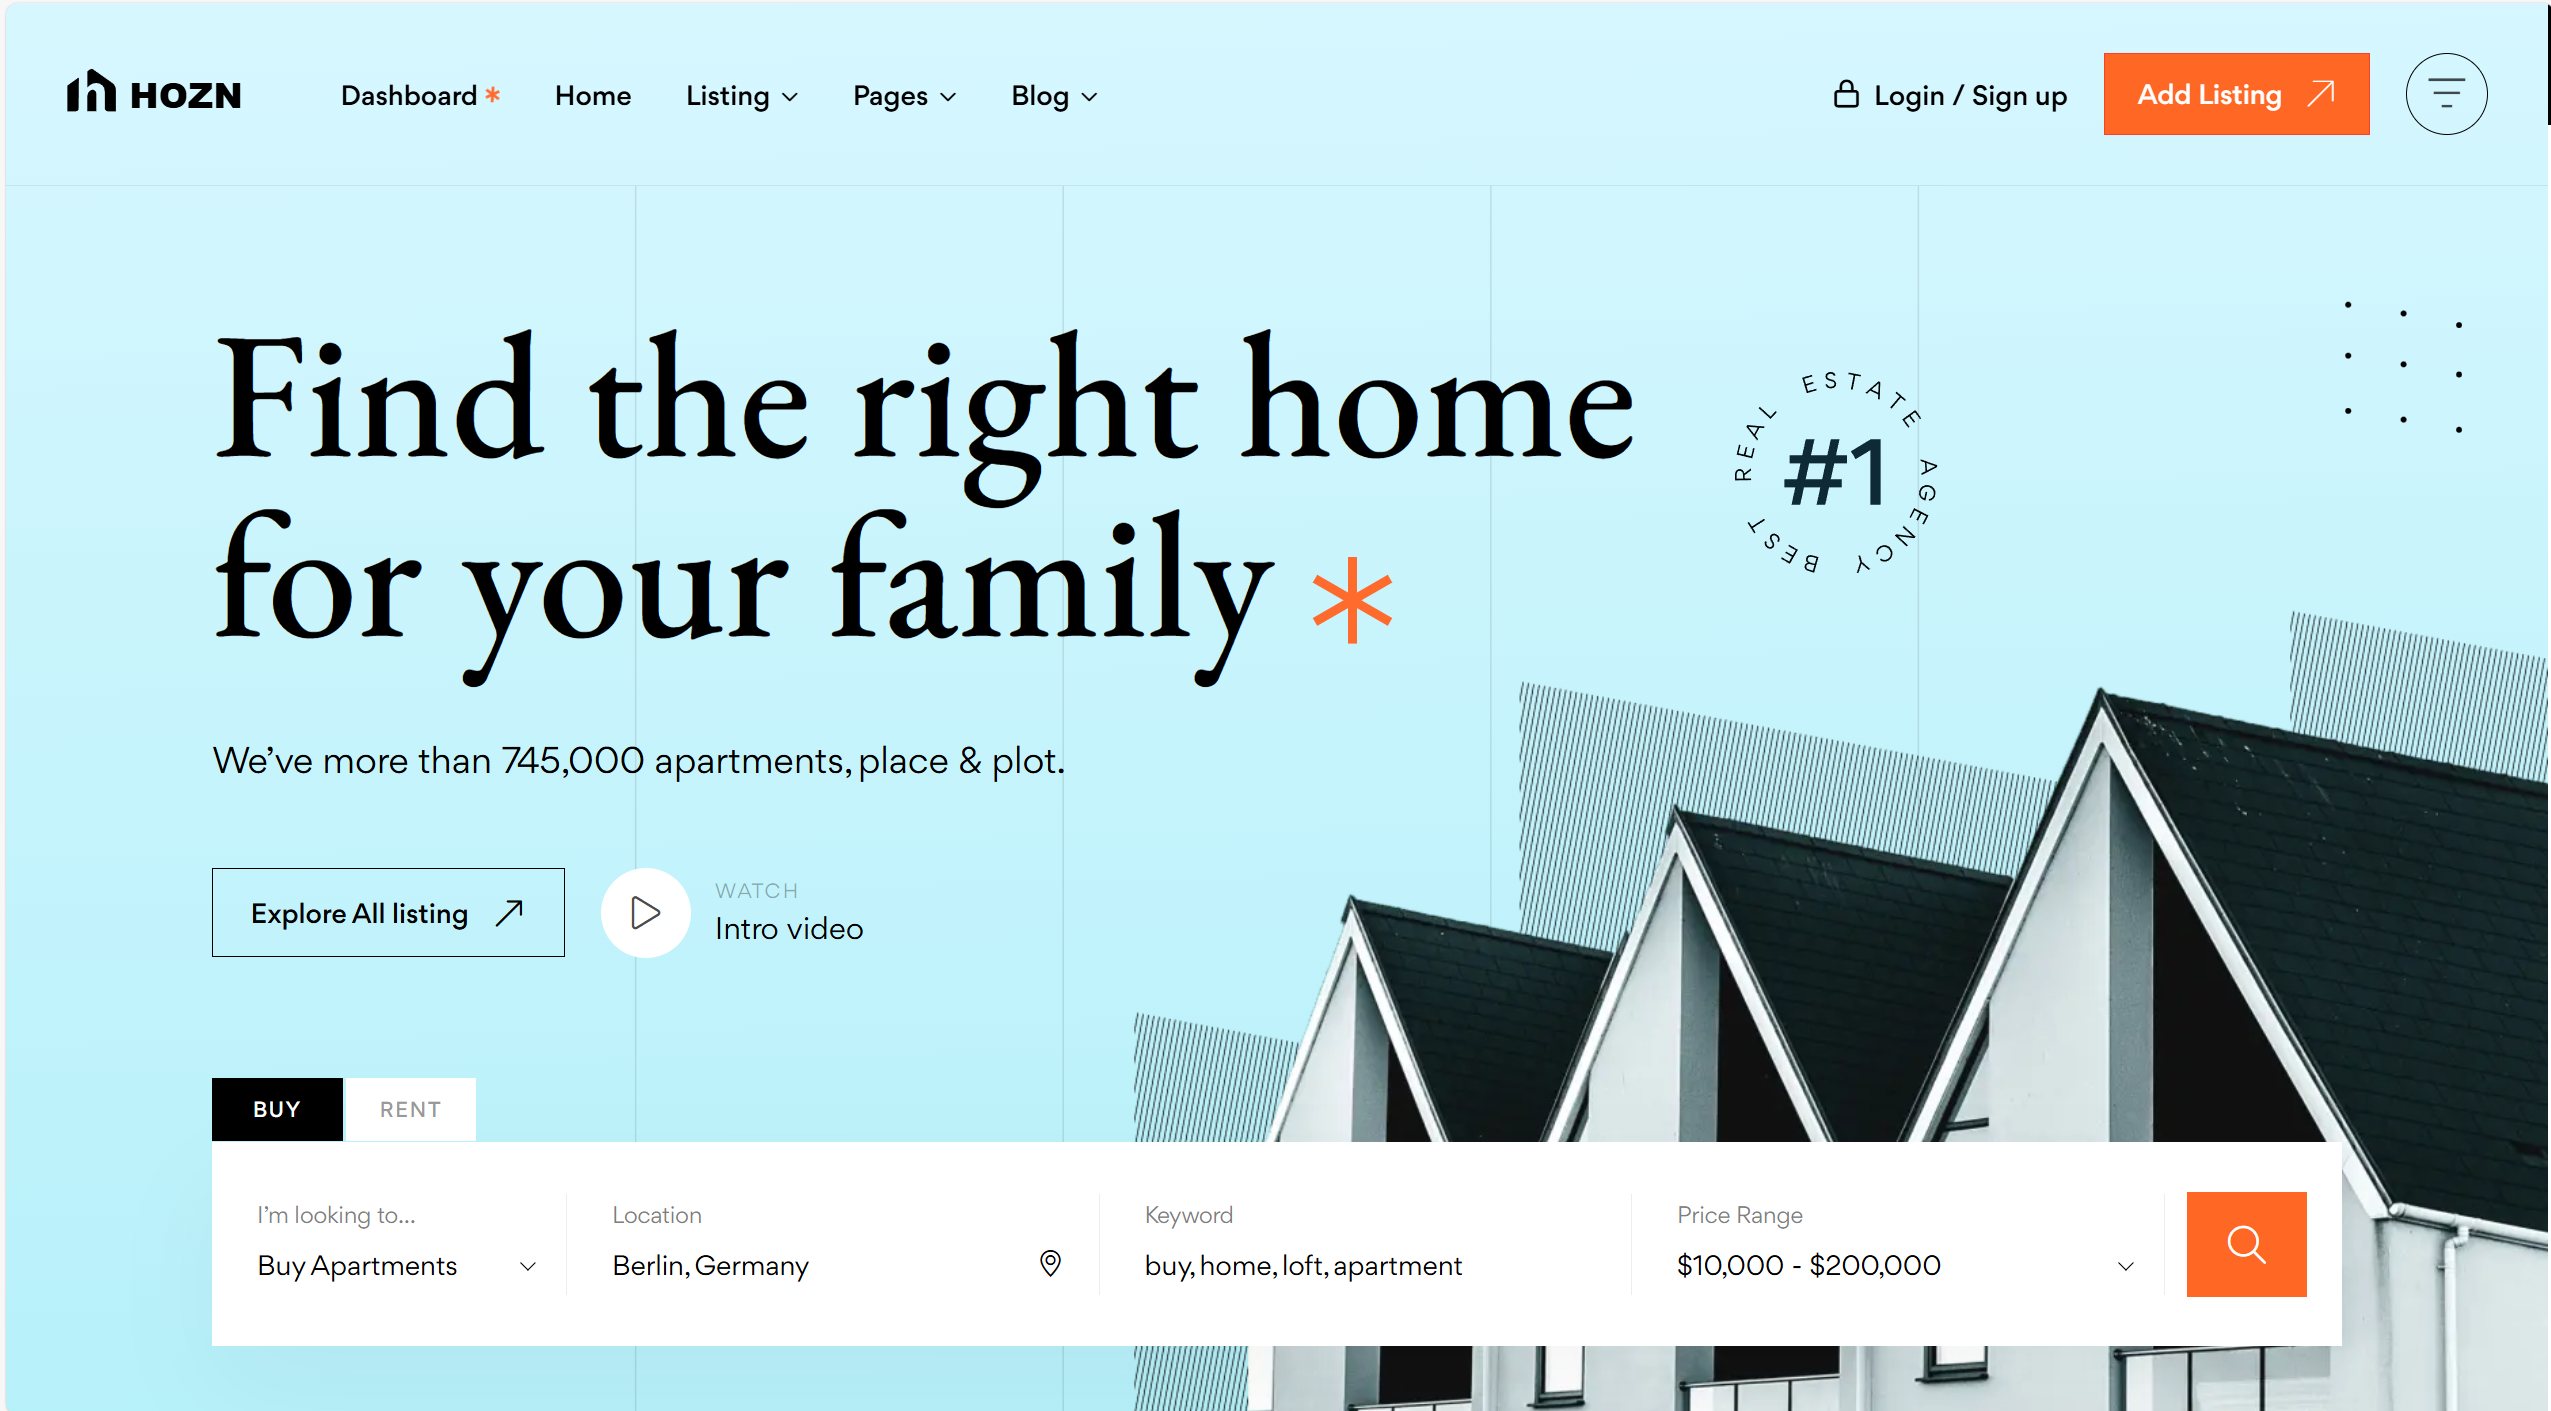 HOZN
Dashboard *
Home
Listing
Pages
Blog
Login / Sign up
Add Listing
Find the right home
for your family *
BEST REAL ESTATE AGENCY
#1
We’ve more than 745,000 apartments, place & plot.
Explore All listing
WATCH
Intro video
BUY
RENT
I’m looking to...
Buy Apartments
Location
Berlin, Germany
Keyword
buy, home, loft, apartment
Price Range
$10,000 - $200,000